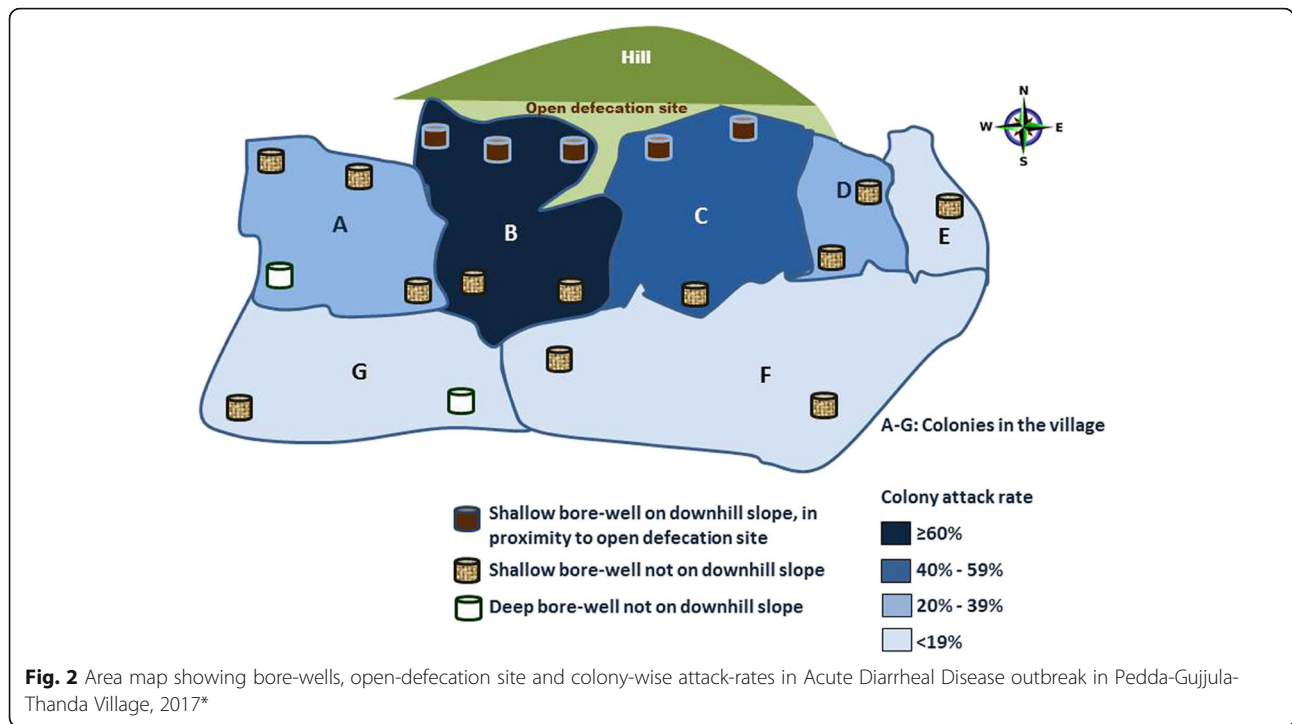 Hill
Open defecation site
N
W E
S
A
B
C
D
E
G
F
A-G: Colonies in the village
Shallow bore-well on downhill slope, in
proximity to open defecation site
Shallow bore-well not on downhill slope
Deep bore-well not on downhill slope
Colony attack rate
≥60%
40% - 59%
20% - 39%
<19%
Fig. 2 Area map showing bore-wells, open-defecation site and colony-wise attack-rates in Acute Diarrheal Disease outbreak in Pedda-Gujjula-
Thanda Village, 2017*